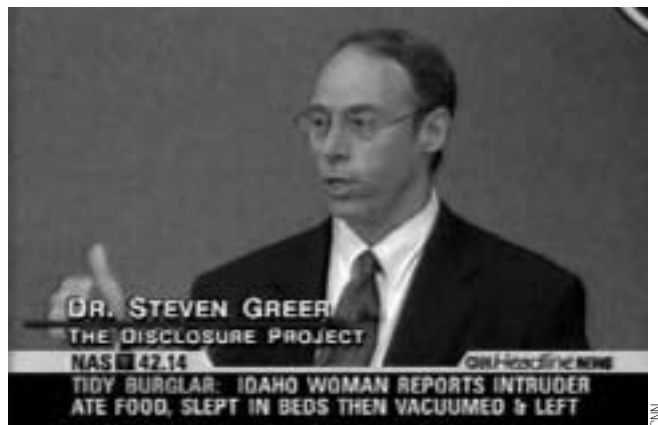 DR. STEVEN GREER
THE DISCLOSURE PROJECT
NAS 42.14
CNN Headline NEWS
TIDY BURGLAR: IDAHO WOMAN REPORTS INTRUDER
ATE FOOD, SLEPT IN BEDS THEN VACUUMED & LEFT
CNN